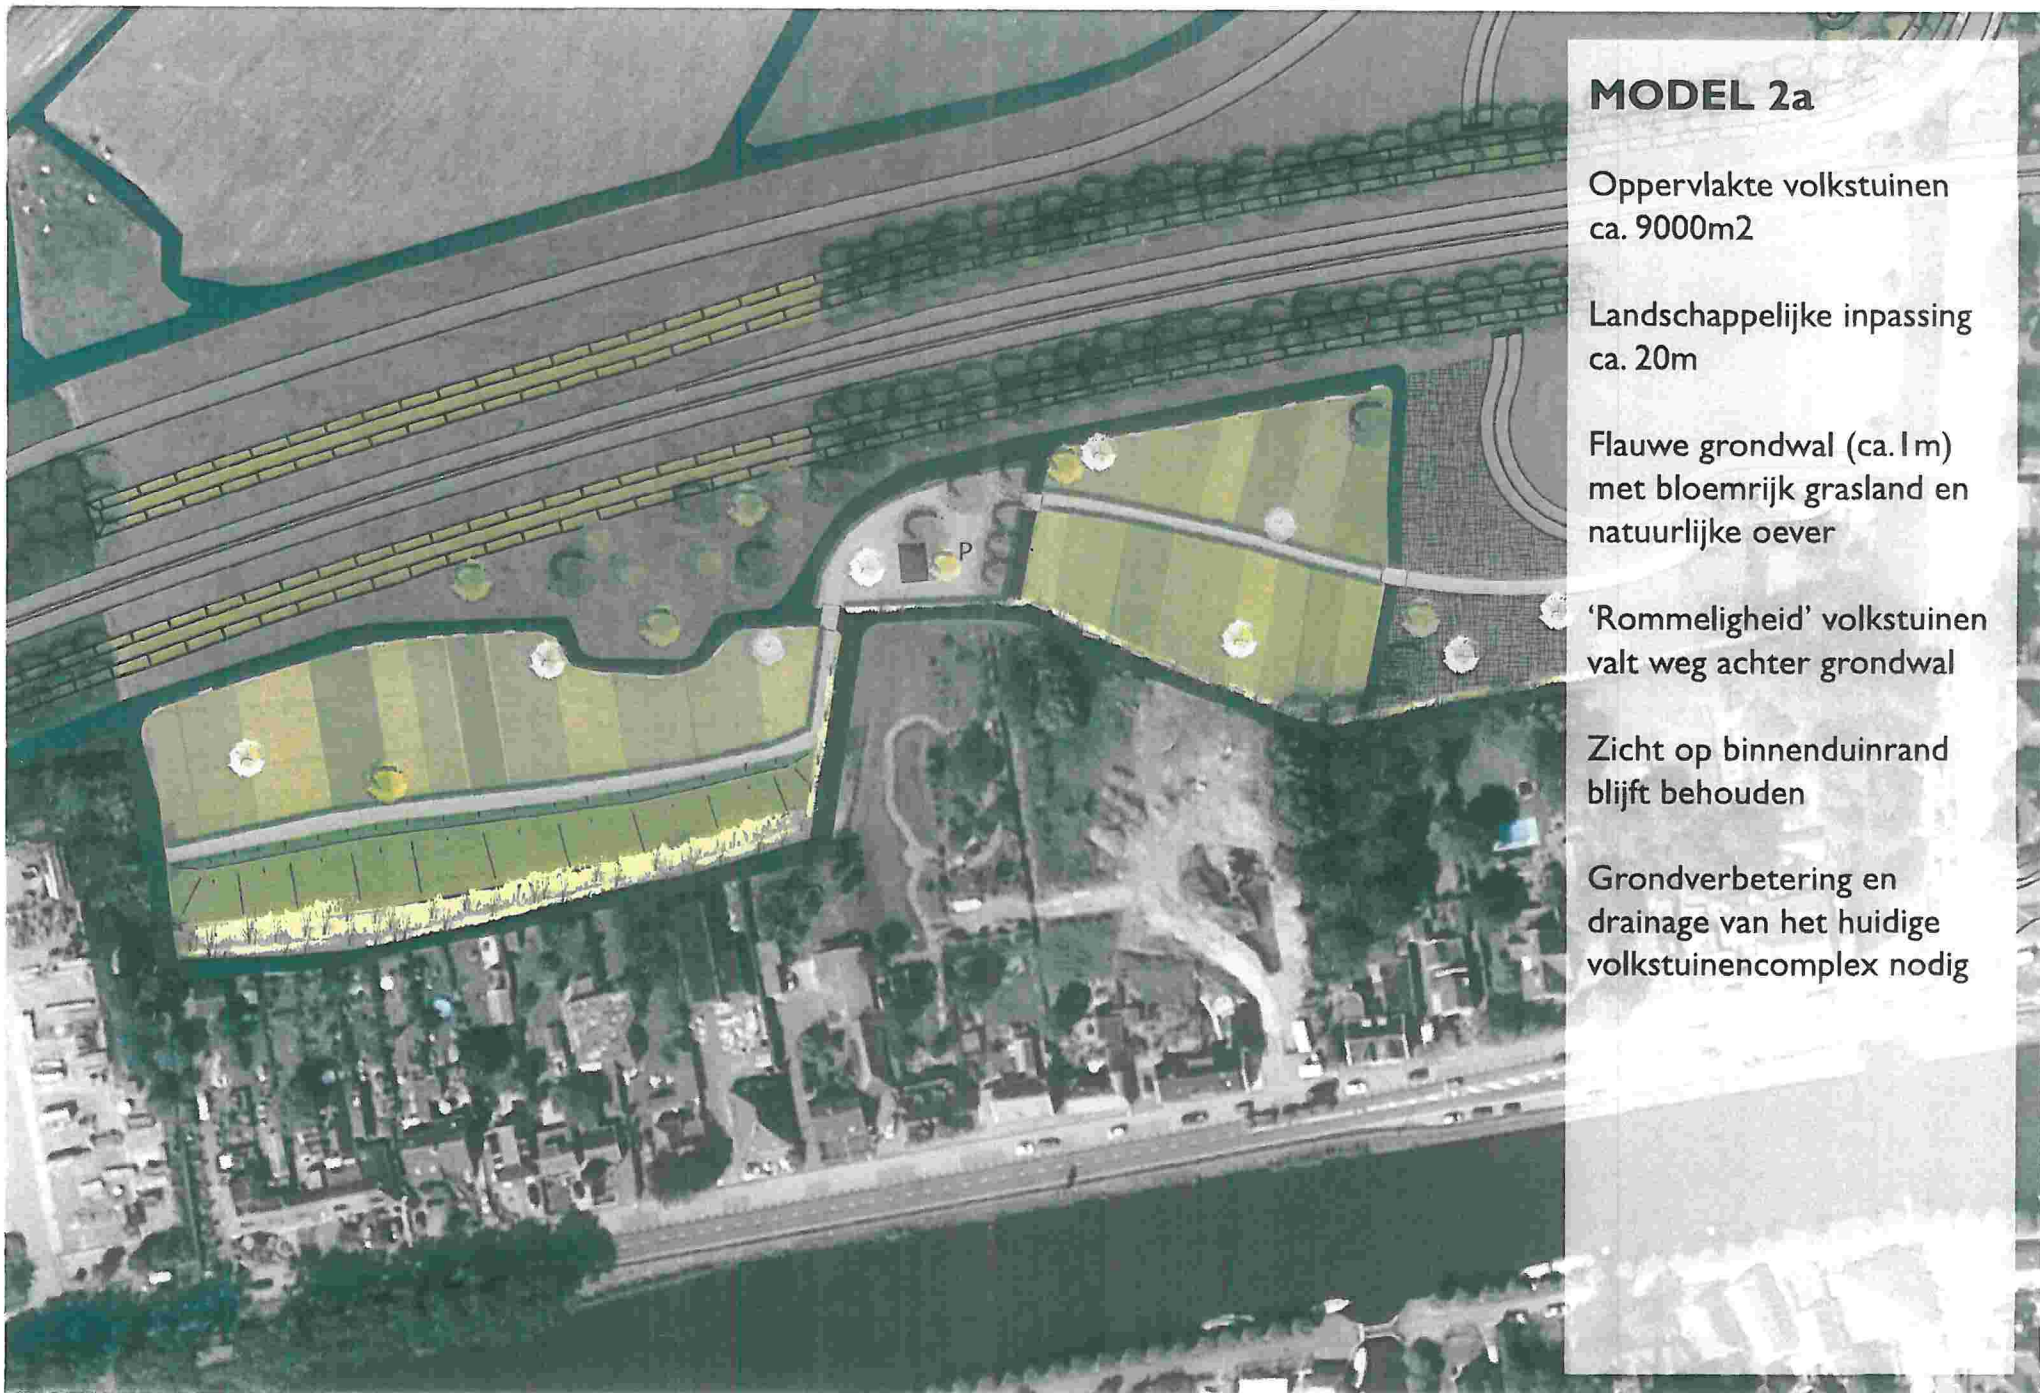 MODEL 2a
Oppervlakte volkstuinen
ca. 9000m2
Landschappelijke inpassing
ca. 20m
Flauwe grondwal (ca. 1m)
met bloemrijk grasland en
natuurlijke oever
‘Rommeligheid’ volkstuinen
valt weg achter grondwal
Zicht op binnenduinrand
blijft behouden
Grondverbetering en
drainage van het huidige
volkstuinencomplex nodig
P